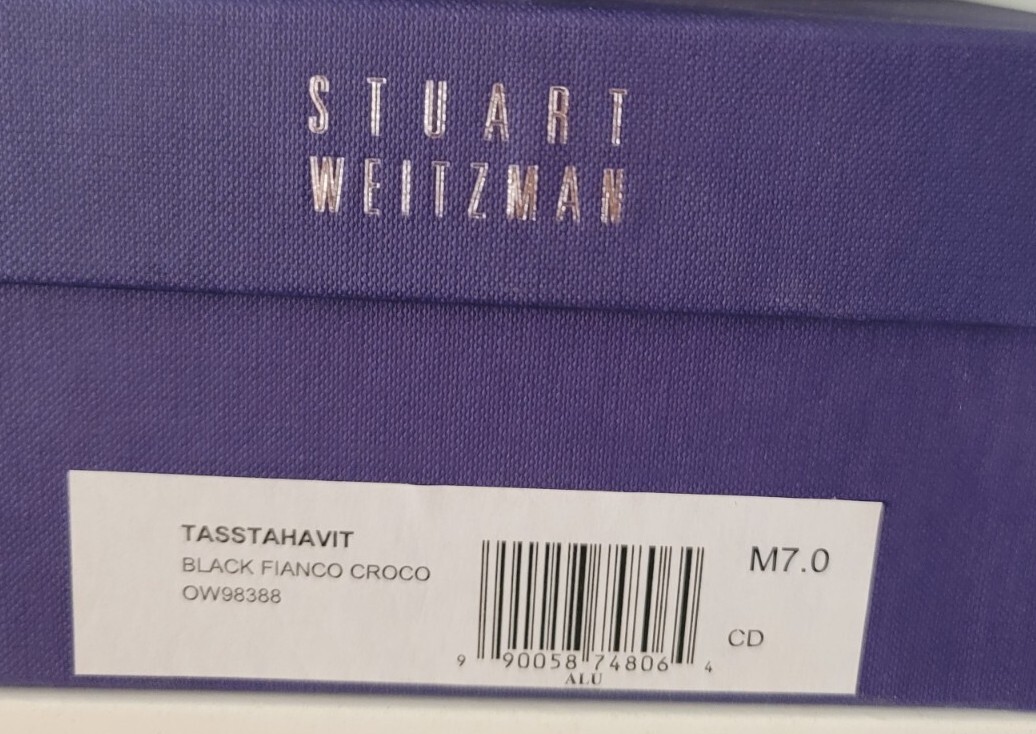 STUART
WEITZMAN
TASSTAHAVIT
BLACK FIANCO CROCO
OW98388
M7.0
CD
9 90058 74806 4
ALU